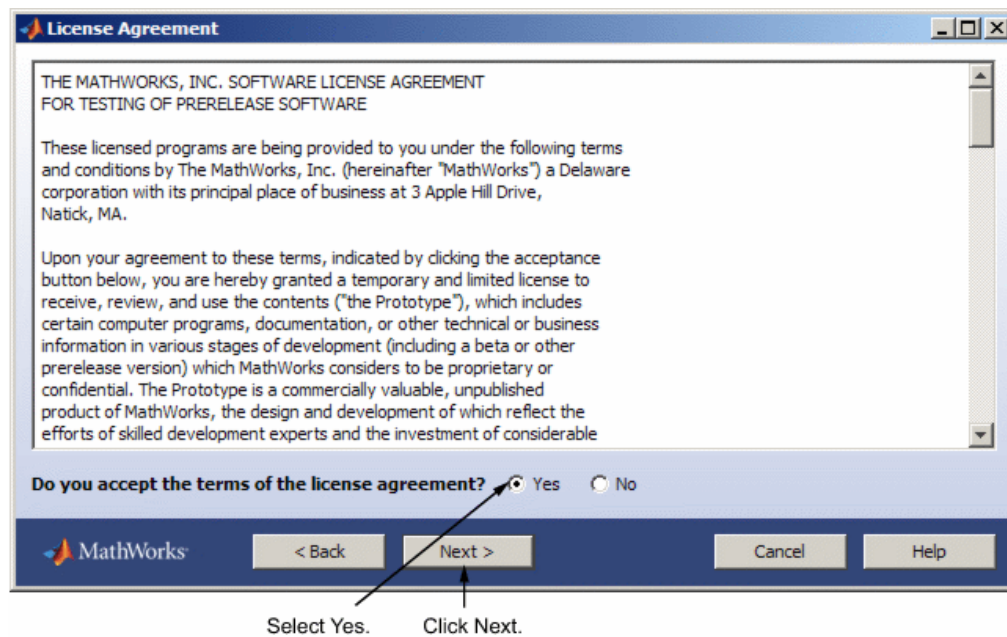 License Agreement
THE MATHWORKS, INC. SOFTWARE LICENSE AGREEMENT
FOR TESTING OF PRERELEASE SOFTWARE
These licensed programs are being provided to you under the following terms
and conditions by The MathWorks, Inc. (hereinafter "MathWorks") a Delaware
corporation with its principal place of business at 3 Apple Hill Drive,
Natick, MA.
Upon your agreement to these terms, indicated by clicking the acceptance
button below, you are hereby granted a temporary and limited license to
receive, review, and use the contents ("the Prototype"), which includes
certain computer programs, documentation, or other technical or business
information in various stages of development (including a beta or other
prerelease version) which MathWorks considers to be proprietary or
confidential. The Prototype is a commercially valuable, unpublished
product of MathWorks, the design and development of which reflect the
efforts of skilled development experts and the investment of considerable
Do you accept the terms of the license agreement? Yes No
MathWorks < Back Next > Cancel Help
Select Yes. Click Next.